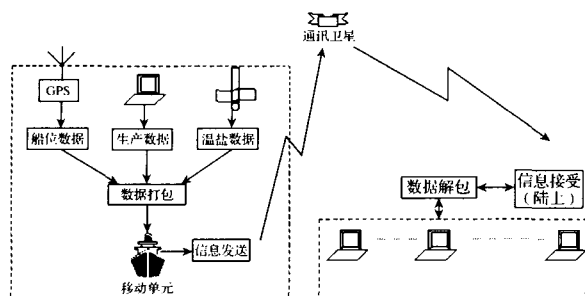 通讯卫星
GPS
船位数据
生产数据
温盐数据
数据打包
信息发送
移动单元
数据解包
信息接受
(陆上)